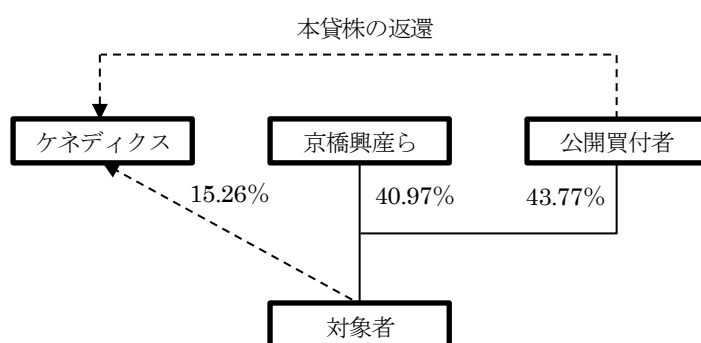 本貸株の返還
ケネディクス
京橋興産ら
公開買付者
15.26%
40.97%
43.77%
対象者